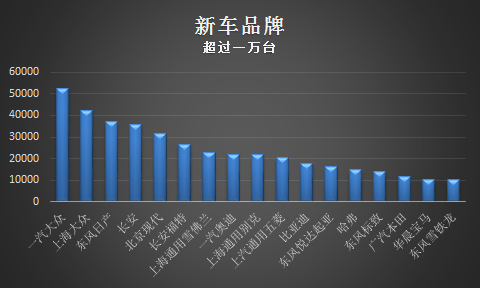 新车品牌
超过一万台
60000
50000
40000
30000
20000
10000
0
一汽大众
上海大众
东风日产
长安
北京现代
长安福特
上海通用雪佛兰
一汽奥迪
上海通用别克
上汽通用五菱
比亚迪
东风悦达起亚
哈弗
东风标致
广汽本田
华晨宝马
东风雪铁龙